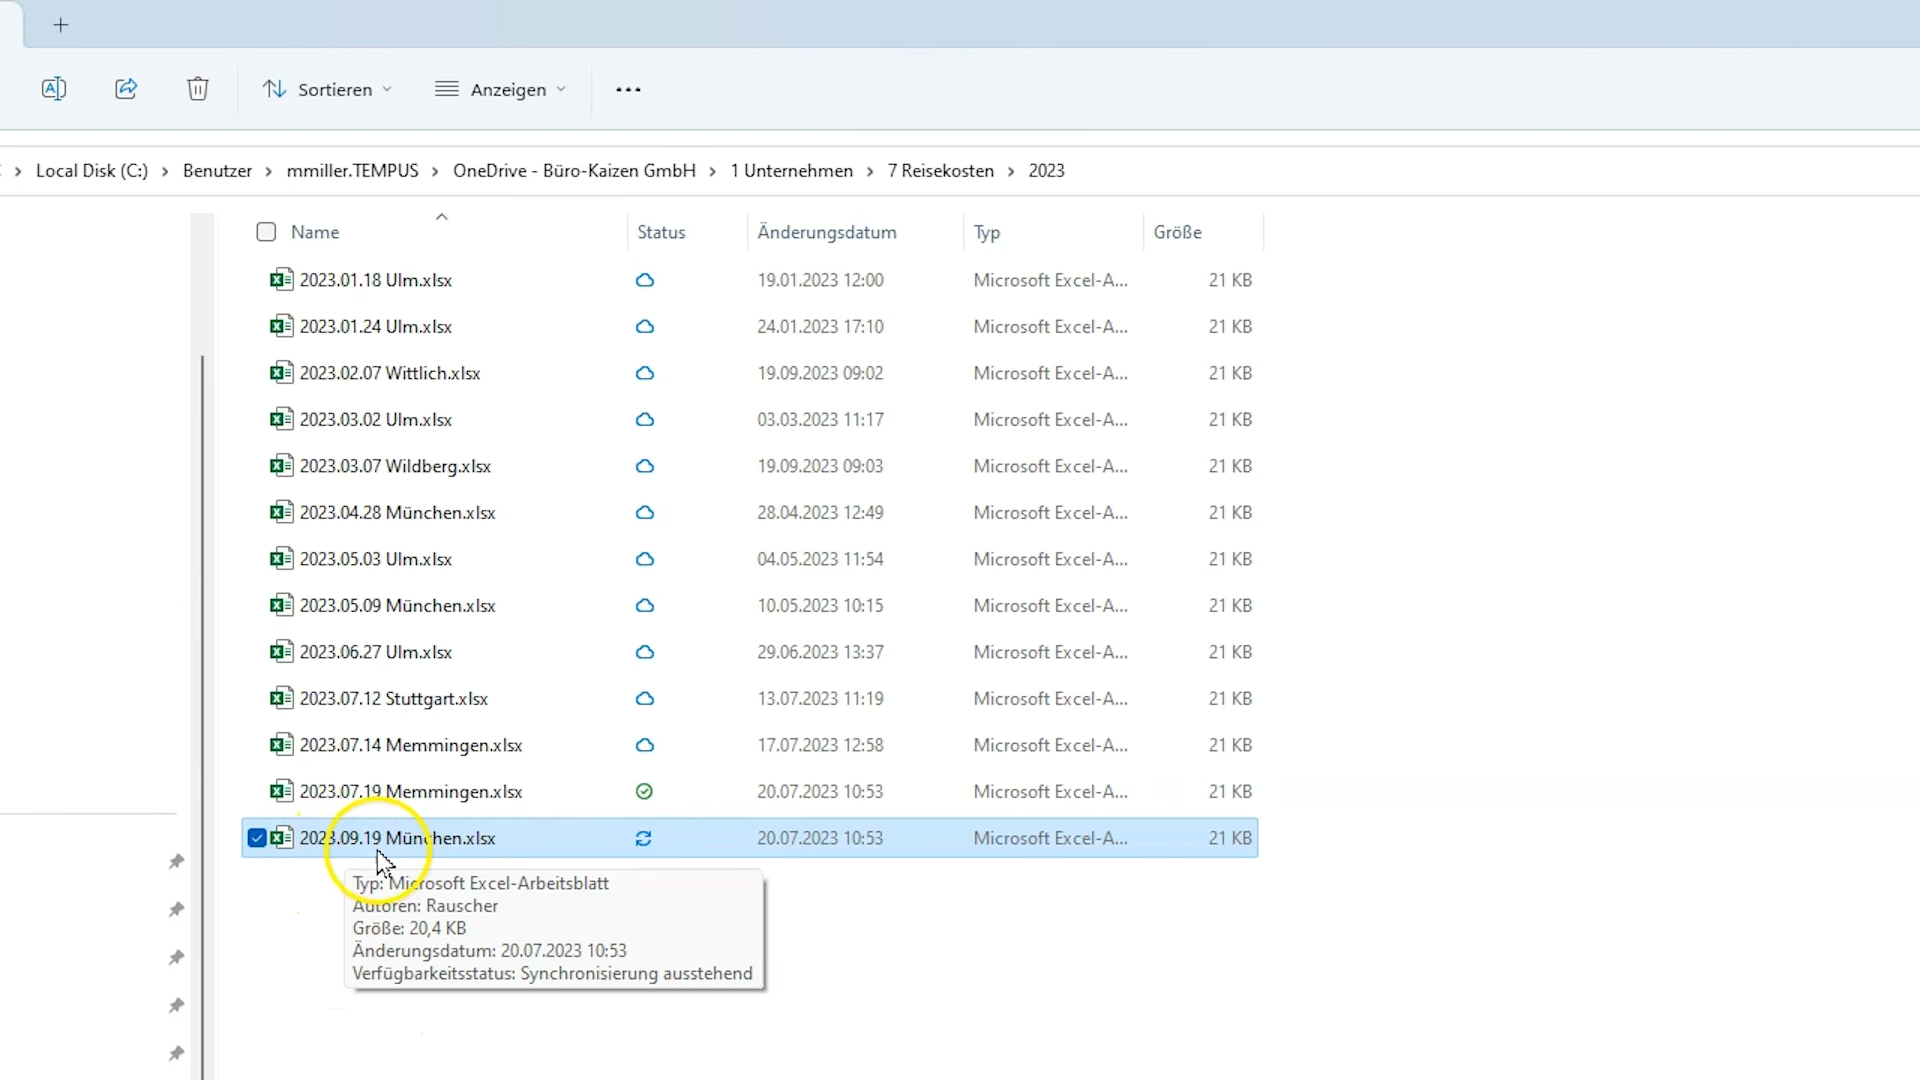 Sortieren Anzeigen
Local Disk (C:) Benutzer mmiller.TEMPUS OneDrive - Büro-Kaizen GmbH 1 Unternehmen 7 Reisekosten 2023
Name Status Änderungsdatum Typ Größe
2023.01.18 Ulm.xlsx 19.01.2023 12:00 Microsoft Excel-A... 21 KB
2023.01.24 Ulm.xlsx 24.01.2023 17:10 Microsoft Excel-A... 21 KB
2023.02.07 Wittlich.xlsx 19.09.2023 09:02 Microsoft Excel-A... 21 KB
2023.03.02 Ulm.xlsx 03.03.2023 11:17 Microsoft Excel-A... 21 KB
2023.03.07 Wildberg.xlsx 19.09.2023 09:03 Microsoft Excel-A... 21 KB
2023.04.28 München.xlsx 28.04.2023 12:49 Microsoft Excel-A... 21 KB
2023.05.03 Ulm.xlsx 04.05.2023 11:54 Microsoft Excel-A... 21 KB
2023.05.09 München.xlsx 10.05.2023 10:15 Microsoft Excel-A... 21 KB
2023.06.27 Ulm.xlsx 29.06.2023 13:37 Microsoft Excel-A... 21 KB
2023.07.12 Stuttgart.xlsx 13.07.2023 11:19 Microsoft Excel-A... 21 KB
2023.07.14 Memmingen.xlsx 17.07.2023 12:58 Microsoft Excel-A... 21 KB
2023.07.19 Memmingen.xlsx 20.07.2023 10:53 Microsoft Excel-A... 21 KB
2023.09.19 München.xlsx 20.07.2023 10:53 Microsoft Excel-A... 21 KB
Typ: Microsoft Excel-Arbeitsblatt
Autoren: Rauscher
Größe: 20,4 KB
Änderungsdatum: 20.07.2023 10:53
Verfügbarkeitsstatus: Synchronisierung ausstehend